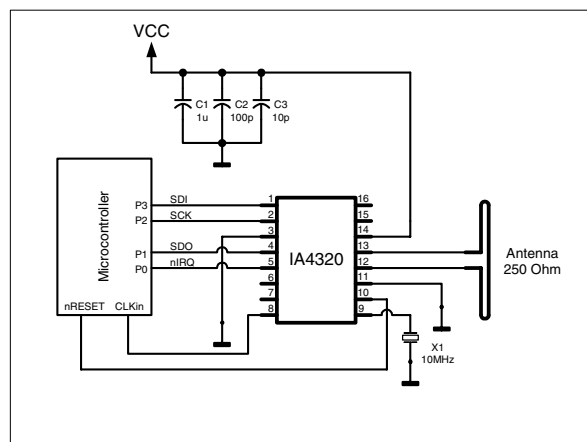 VCC
C1
1u
C2
100p
C3
10p
Microcontroller
P3
P2
P1
P0
nRESET
CLKin
SDI
SCK
SDO
nIRQ
1
2
3
4
5
6
7
8
IA4320
16
15
14
13
12
11
10
9
X1
10MHz
Antenna
250 Ohm